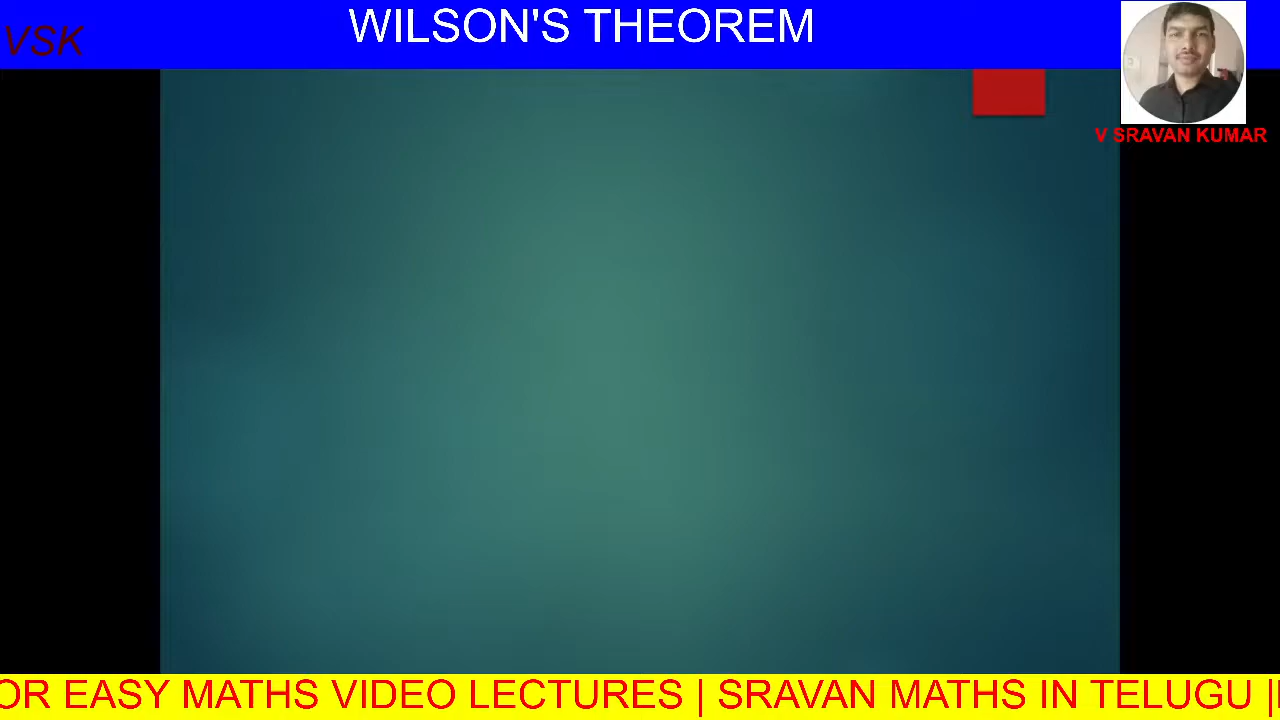 WILSON'S THEOREM
VSK
V SRAVAN KUMAR
OR EASY MATHS VIDEO LECTURES | SRAVAN MATHS IN TELUGU ||